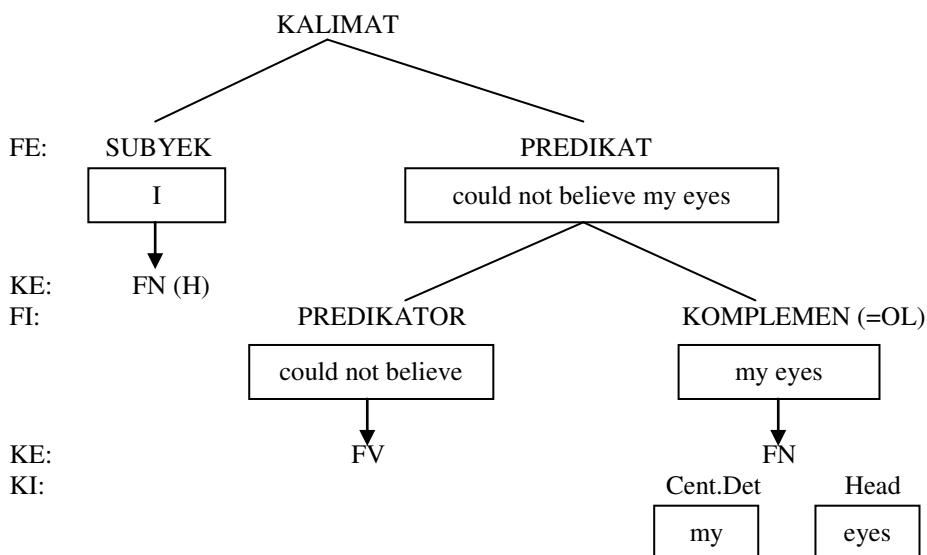 KALIMAT
FE: SUBYEK PREDIKAT
I could not believe my eyes
KE: FN (H)
FI: PREDIKATOR KOMPLEMEN (=OL)
could not believe my eyes
KE: FV FN
KI: Cent.Det Head
my eyes